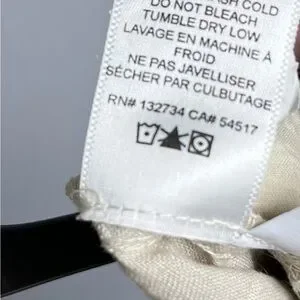 WASH COLD
DO NOT BLEACH
TUMBLE DRY LOW
LAVAGE EN MACHINE À
FROID
NE PAS JAVELLISER
SÉCHER PAR CULBUTAGE
RN# 132734 CA# 54517